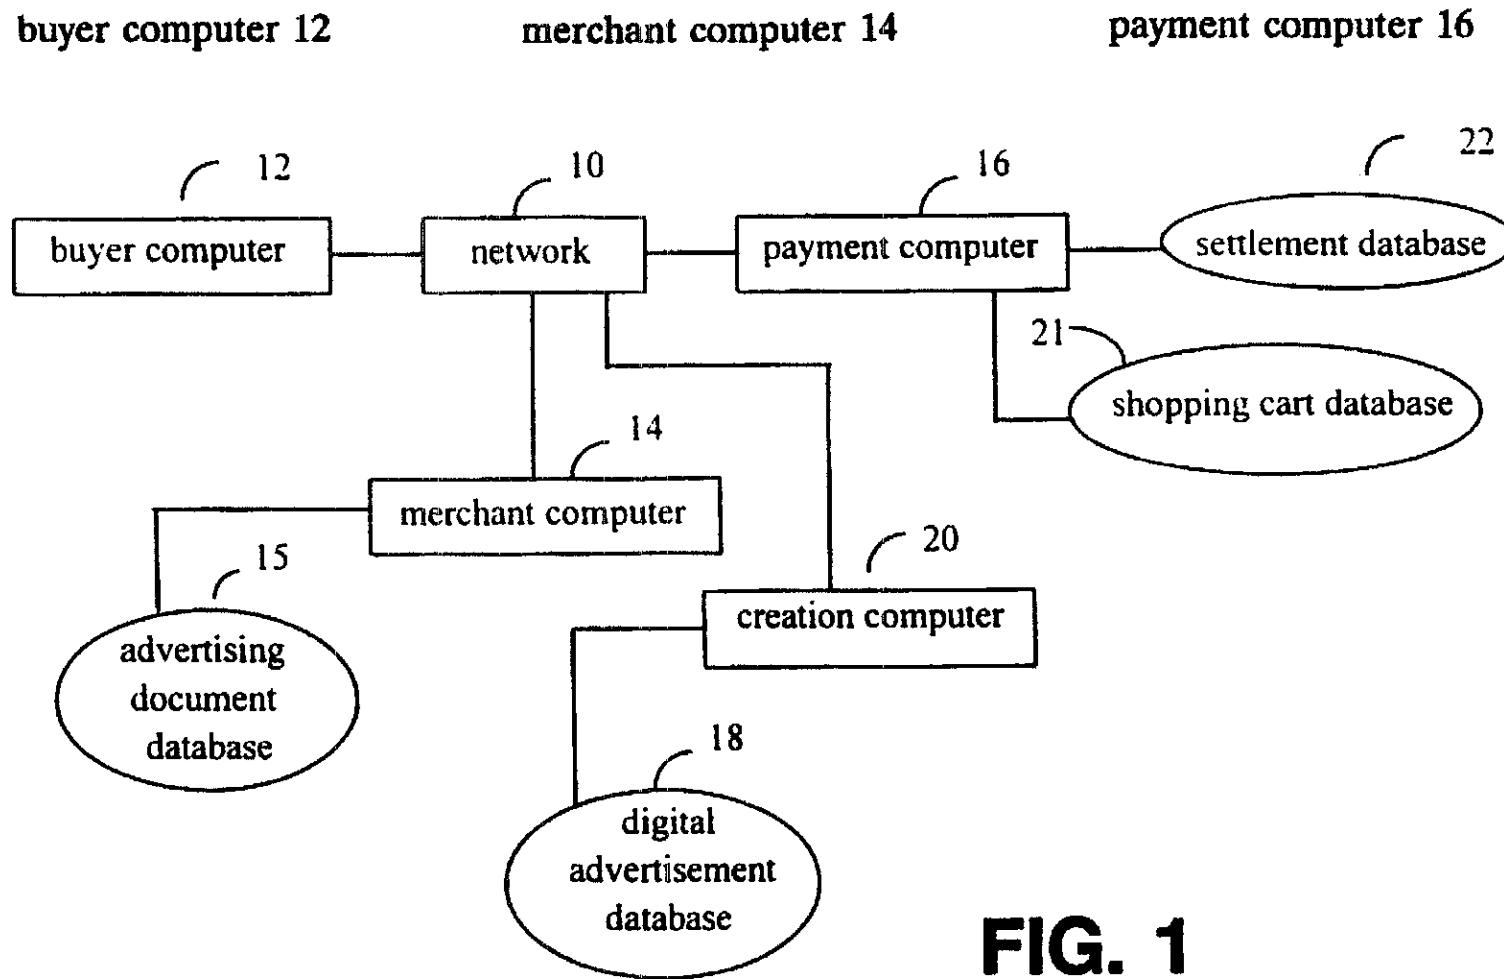 buyer computer 12
merchant computer 14
payment computer 16
12
10
16
22
buyer computer
network
payment computer
settlement database
21
shopping cart database
14
merchant computer
20
15
creation computer
advertising
document
database
18
digital
advertisement
database
FIG. 1